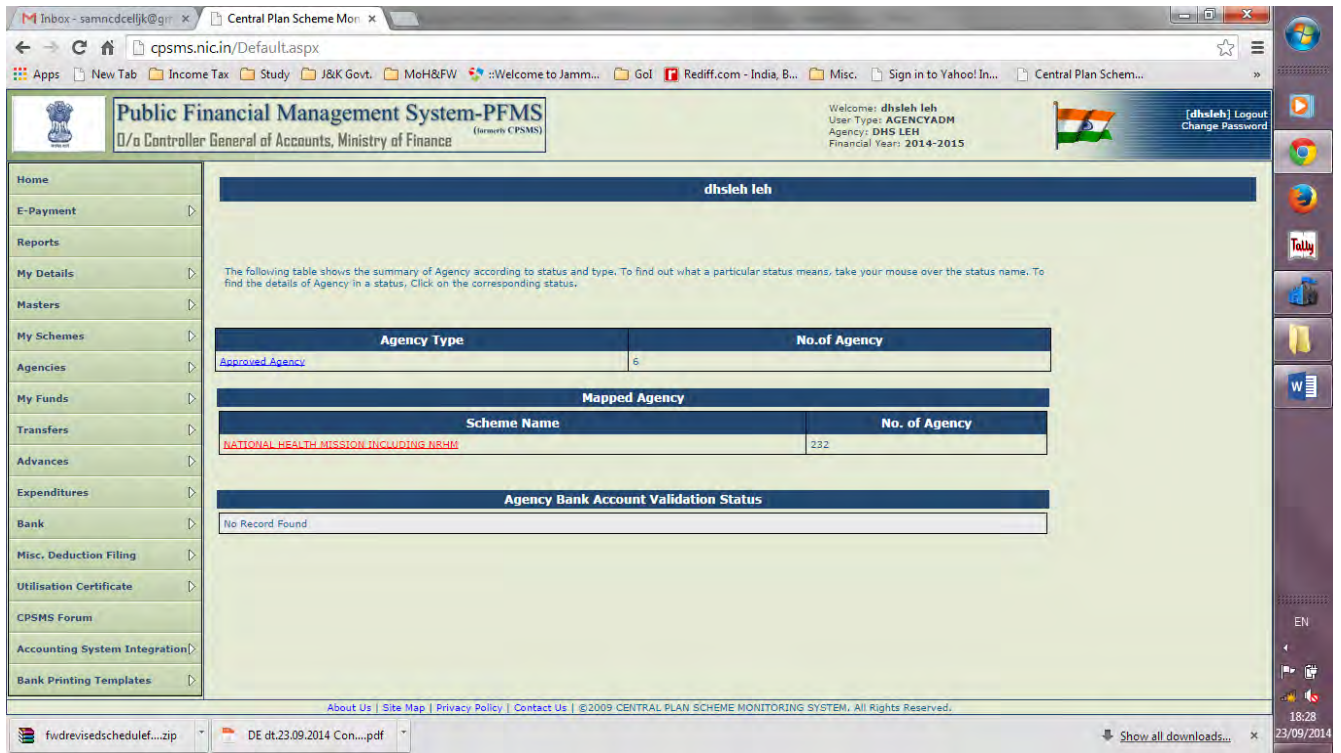 Inbox - samncdcelljk@gm
Central Plan Scheme Mon
cpsms.nic.in/Default.aspx
Apps New Tab Income Tax Study J&K Govt. MoH&FW ::Welcome to Jamm... GoI Rediff.com - India, B... Misc. Sign in to Yahoo! In... Central Plan Schem... »
Public Financial Management System-PFMS
(formerly CPSMS)
O/o Controller General of Accounts, Ministry of Finance
Welcome: dhsleh leh
User Type: AGENCYADM
Agency: DHS LEH
Financial Year: 2014-2015
[dhsleh] Logout
Change Password
Home
E-Payment
Reports
My Details
Masters
My Schemes
Agencies
My Funds
Transfers
Advances
Expenditures
Bank
Misc. Deduction Filing
Utilisation Certificate
CPSMS Forum
Accounting System Integration
Bank Printing Templates
dhsleh leh
The following table shows the summary of Agency according to status and type. To find out what a particular status means, take your mouse over the status name. To
find the details of Agency in a status. Click on the corresponding status.
Agency Type No.of Agency
Approved Agency 6
Mapped Agency
Scheme Name No. of Agency
NATIONAL HEALTH MISSION INCLUDING NRHM 232
Agency Bank Account Validation Status
No Record Found
About Us | Site Map | Privacy Policy | Contact Us | ©2009 CENTRAL PLAN SCHEME MONITORING SYSTEM. All Rights Reserved.
fwdrevisedschedulef....zip
DE dt.23.09.2014 Con....pdf
Show all downloads...
Tally
W
EN
18:28
23/09/2014